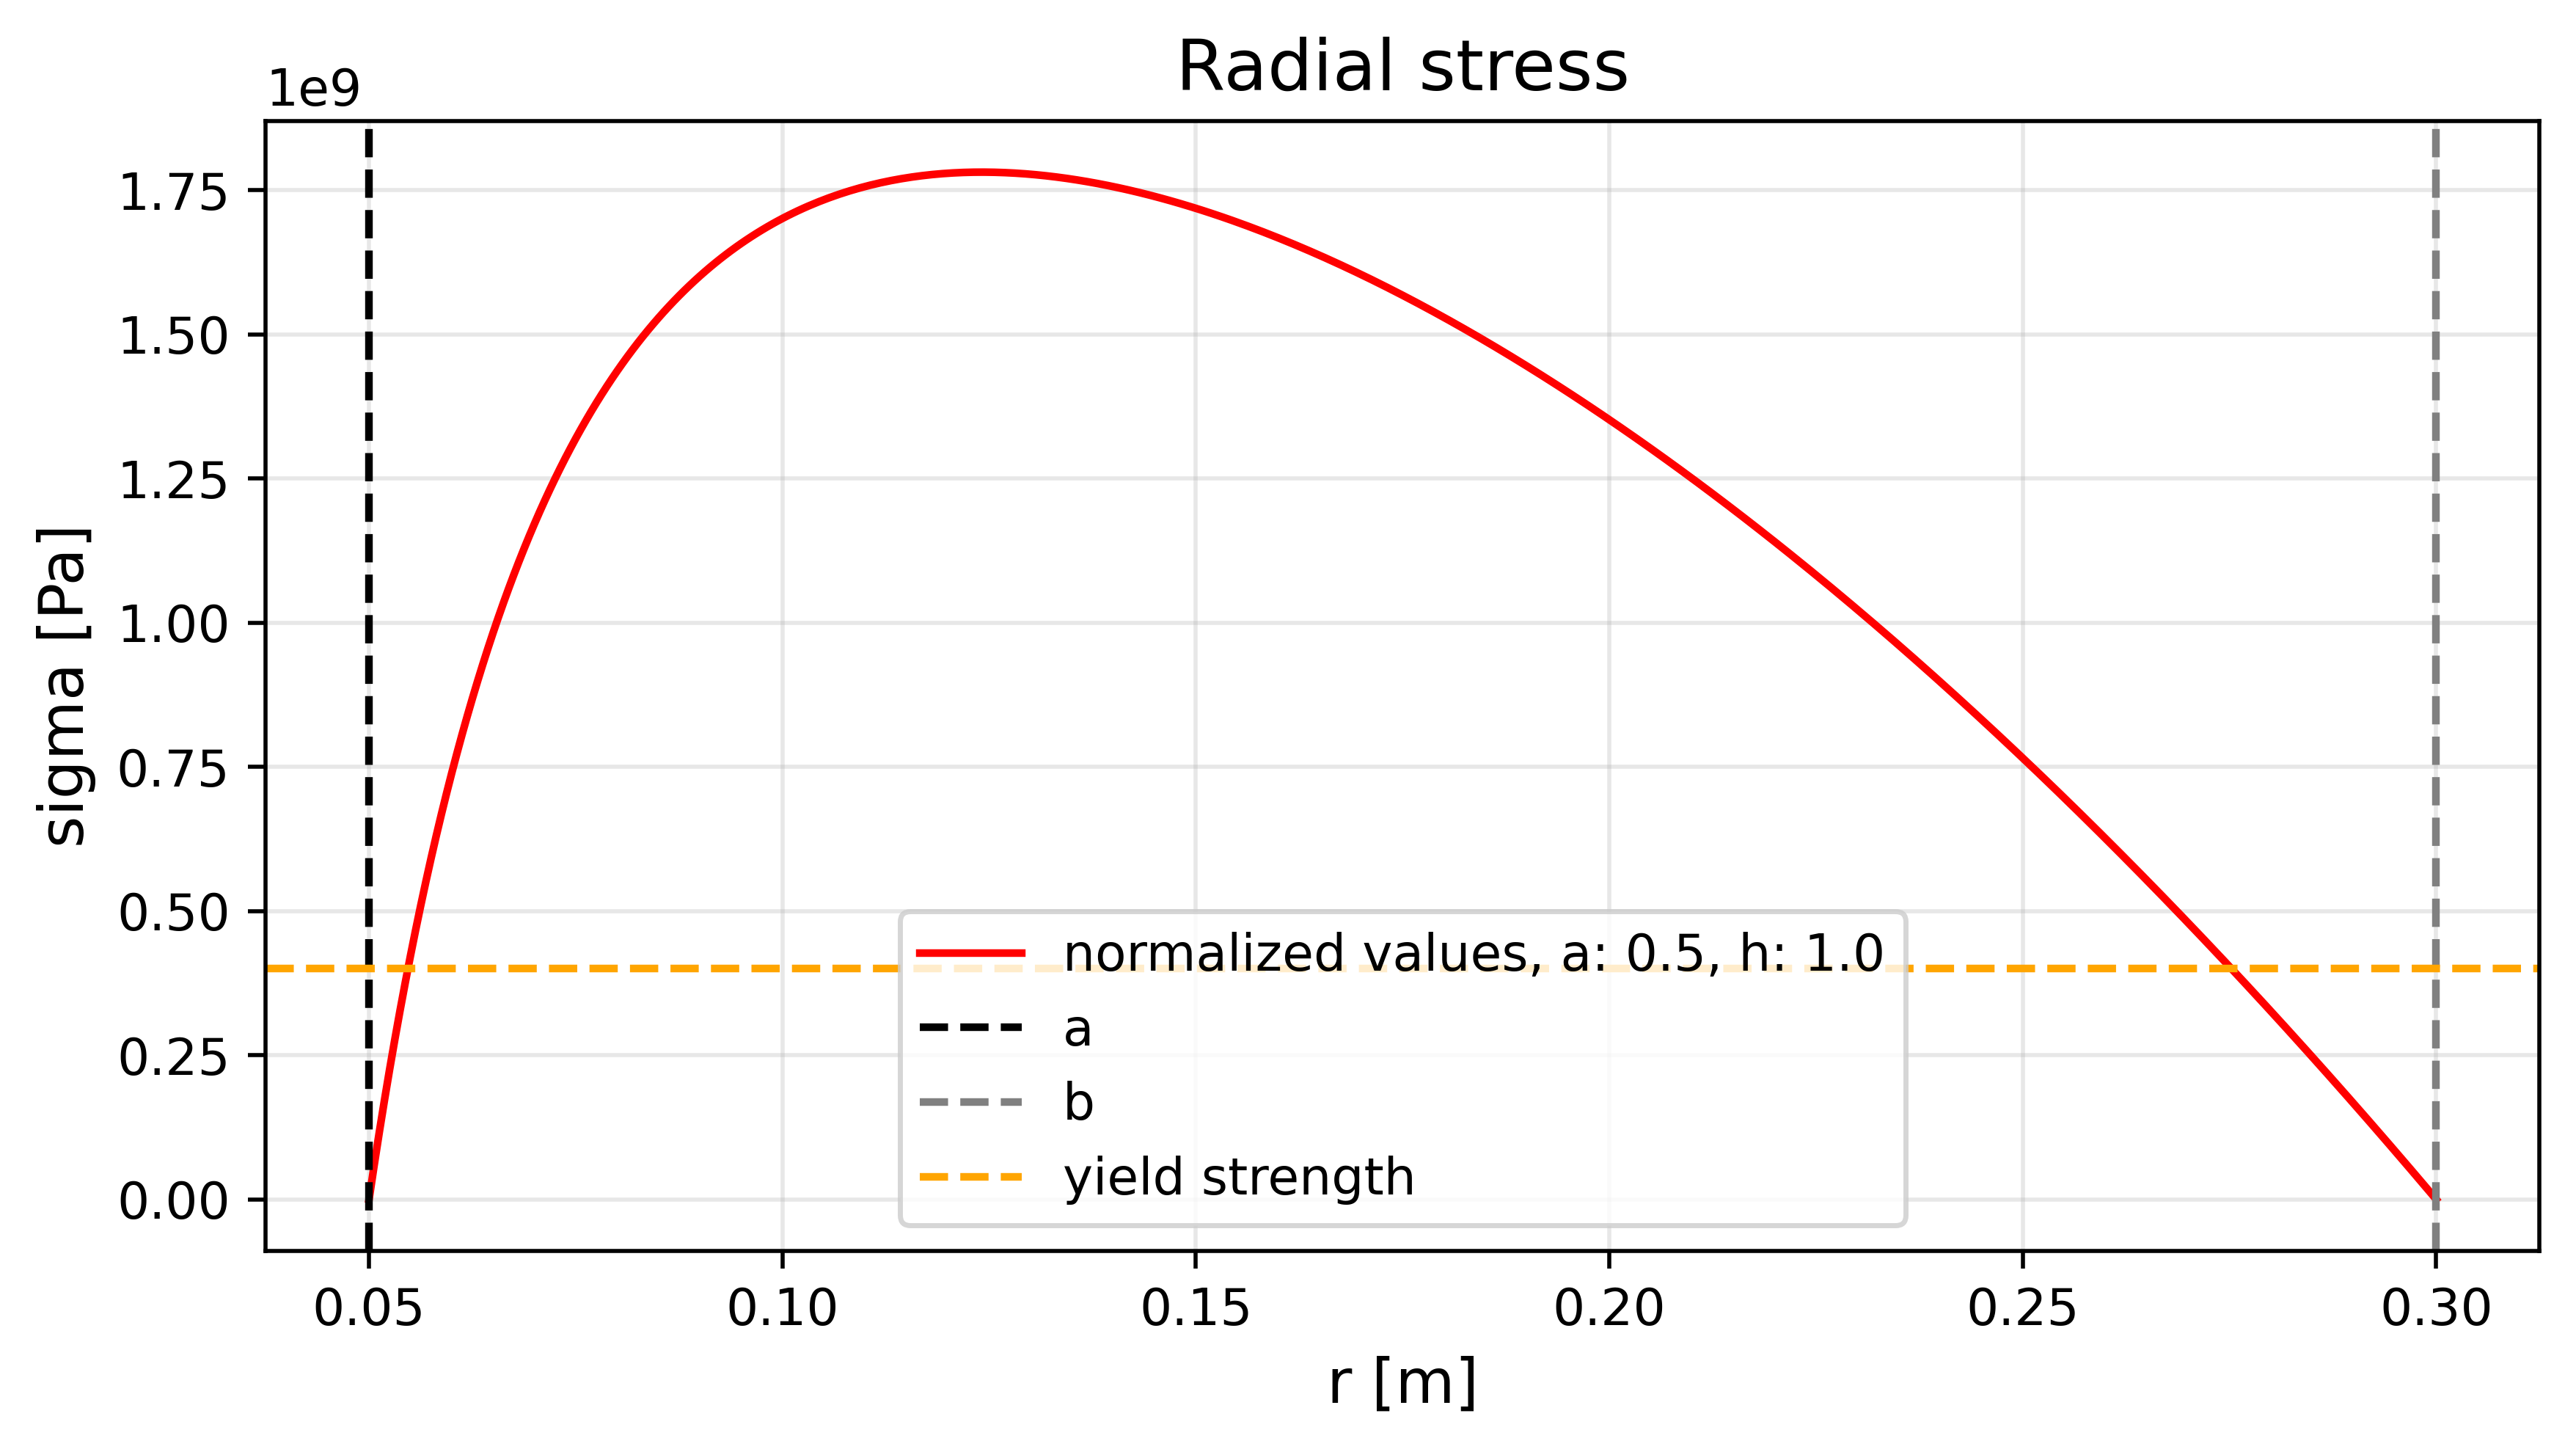 Radial stress
1e9
1.75
1.50
1.25
1.00
0.75
0.50
0.25
0.00
sigma [Pa]
normalized values, a: 0.5, h: 1.0
a
b
yield strength
0.05 0.10 0.15 0.20 0.25 0.30
r [m]